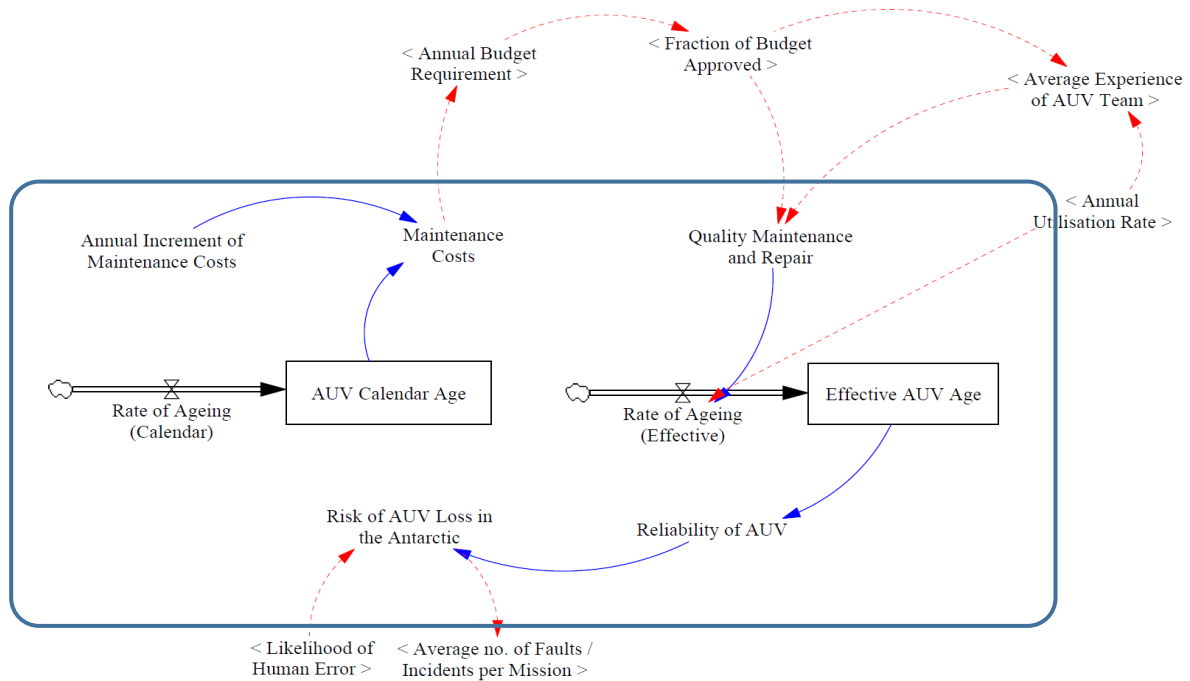 < Annual Budget
Requirement >
< Fraction of Budget
Approved >
< Average Experience
of AUV Team >
< Annual
Utilisation Rate >
Annual Increment of
Maintenance Costs
Maintenance
Costs
Quality Maintenance
and Repair
AUV Calendar Age
Rate of Ageing
(Calendar)
Effective AUV Age
Rate of Ageing
(Effective)
Risk of AUV Loss in
the Antarctic
Reliability of AUV
< Likelihood of
Human Error >
< Average no. of Faults /
Incidents per Mission >